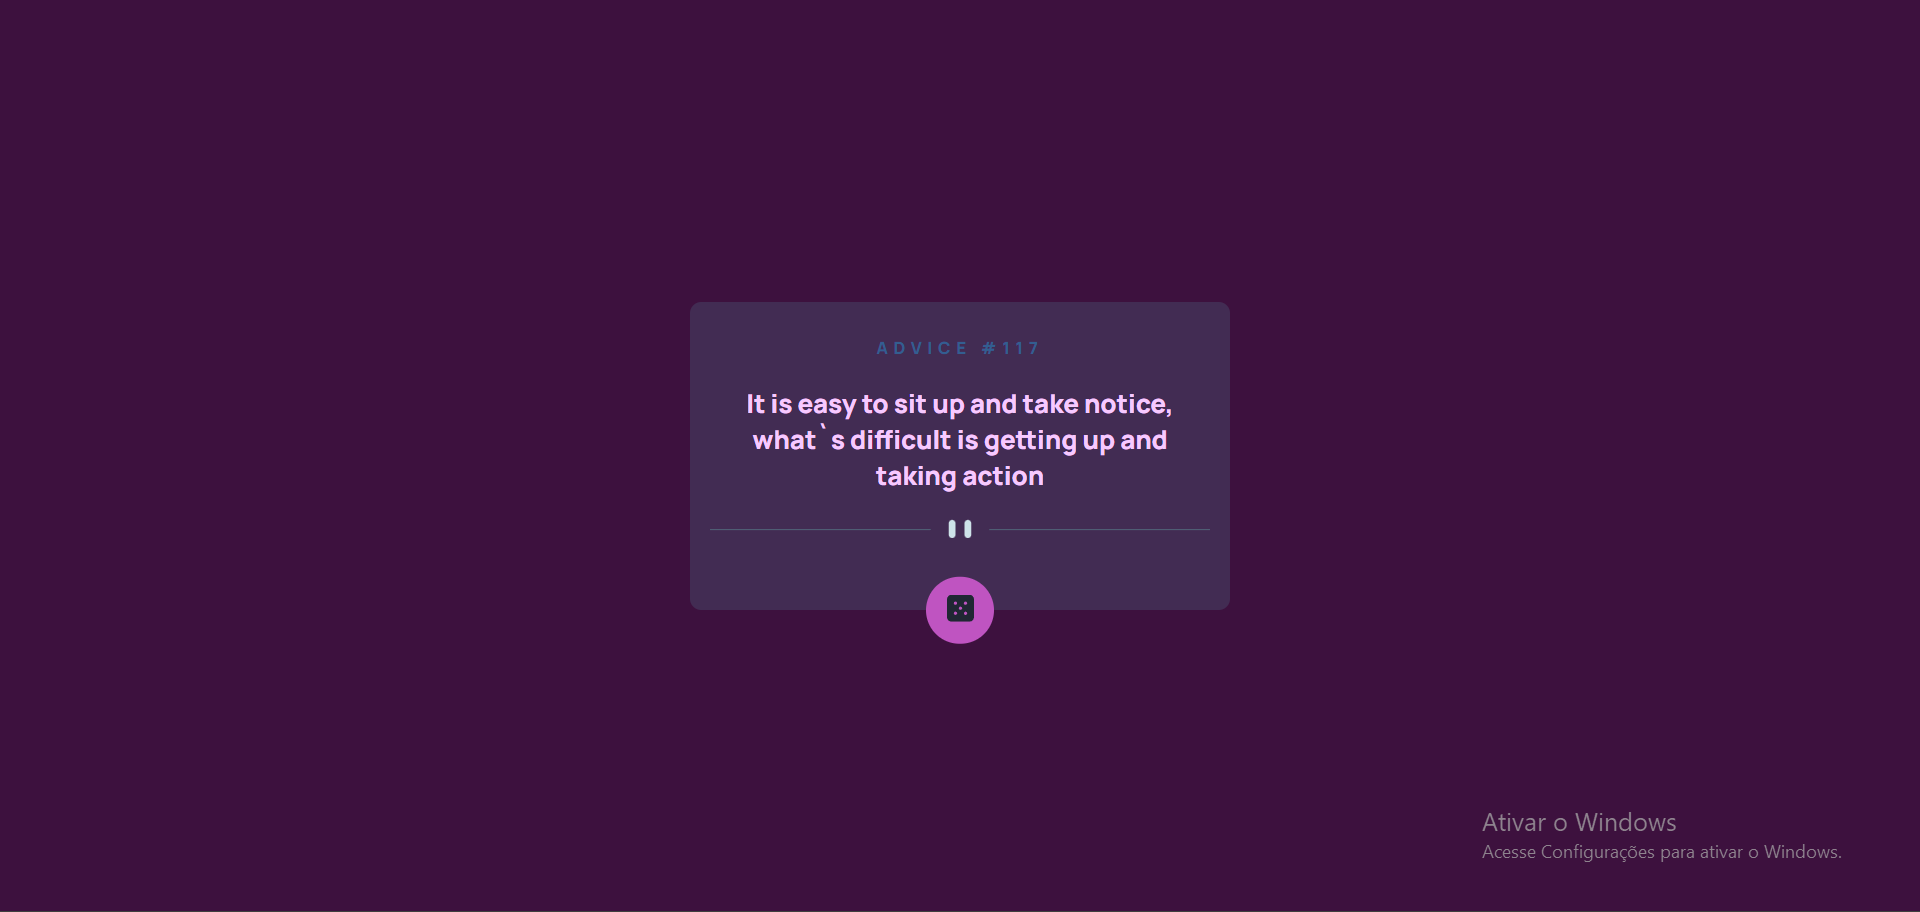 ADVICE #117
It is easy to sit up and take notice,
what`s difficult is getting up and
taking action
Ativar o Windows
Acesse Configurações para ativar o Windows.